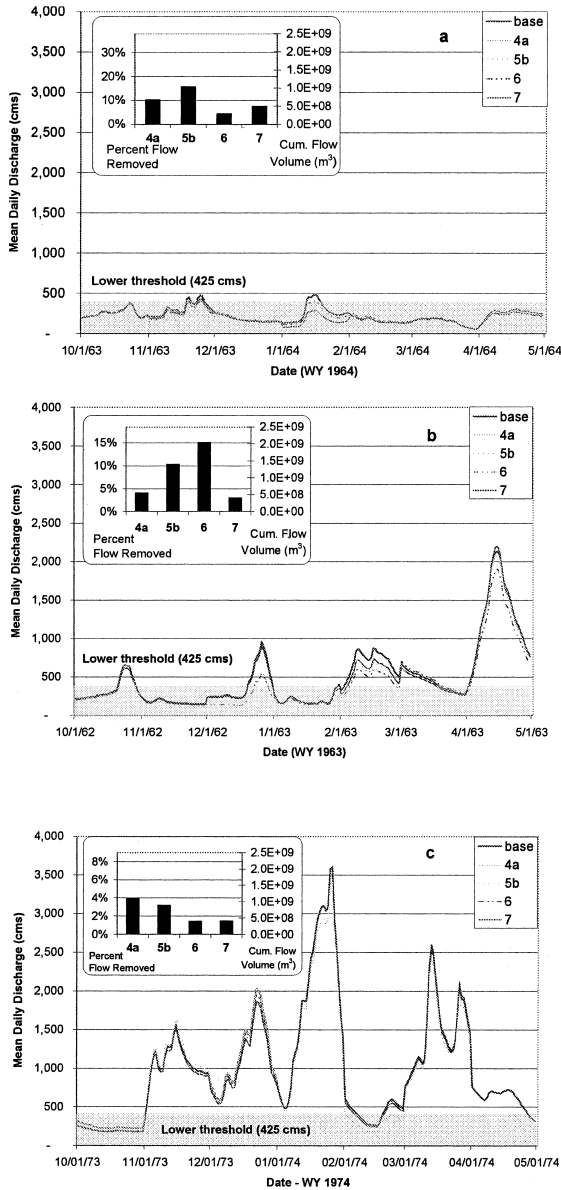 4,000
3,500
3,000
2,500
2,000
1,500
1,000
500
-
Mean Daily Discharge (cms)
30%
20%
10%
0%
2.5E+09
2.0E+09
1.5E+09
1.0E+09
5.0E+08
0.0E+00
4a 5b 6 7
Percent Flow Removed
Cum. Flow Volume (m³)
a
base
4a
5b
6
7
Lower threshold (425 cms)
10/1/63 11/1/63 12/1/63 1/1/64 2/1/64 3/1/64 4/1/64 5/1/64
Date (WY 1964)
4,000
3,500
3,000
2,500
2,000
1,500
1,000
500
-
Mean Daily Discharge (cms)
15%
10%
5%
0%
2.5E+09
2.0E+09
1.5E+09
1.0E+09
5.0E+08
0.0E+00
4a 5b 6 7
Percent Flow Removed
Cum. Flow Volume (m³)
b
base
4a
5b
6
7
Lower threshold (425 cms)
10/1/62 11/1/62 12/1/62 1/1/63 2/1/63 3/1/63 4/1/63 5/1/63
Date (WY 1963)
4,000
3,500
3,000
2,500
2,000
1,500
1,000
500
-
Mean Daily Discharge (cms)
8%
6%
4%
2%
0%
2.5E+09
2.0E+09
1.5E+09
1.0E+09
5.0E+08
0.0E+00
4a 5b 6 7
Percent Flow Removed
Cum. Flow Volume (m³)
c
base
4a
5b
6
7
Lower threshold (425 cms)
10/01/73 11/01/73 12/01/73 01/01/74 02/01/74 03/01/74 04/01/74 05/01/74
Date - WY 1974